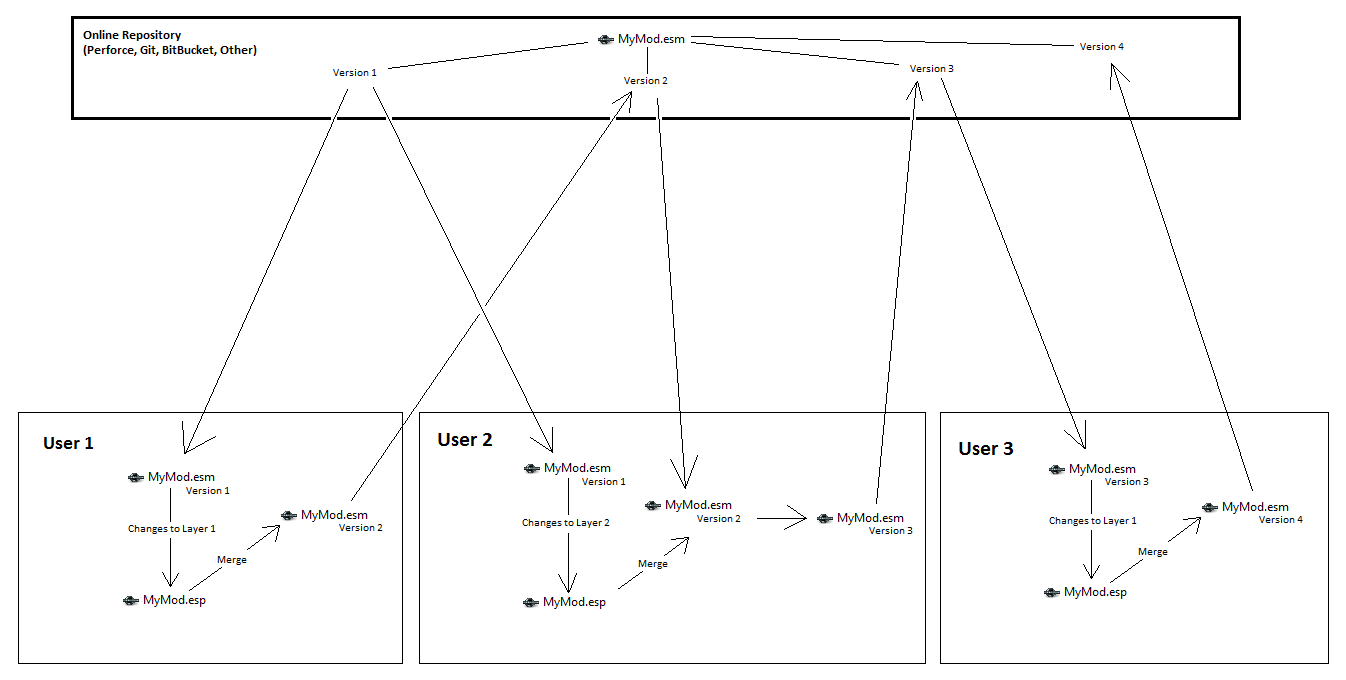 Online Repository
(Perforce, Git, BitBucket, Other)
MyMod.esm
Version 1
Version 2
Version 3
Version 4
User 1
MyMod.esm
Version 1
Changes to Layer 1
MyMod.esp
Merge
MyMod.esm
Version 2
User 2
MyMod.esm
Version 1
Changes to Layer 2
MyMod.esp
Merge
MyMod.esm
Version 2
MyMod.esm
Version 3
User 3
MyMod.esm
Version 3
Changes to Layer 1
MyMod.esp
Merge
MyMod.esm
Version 4